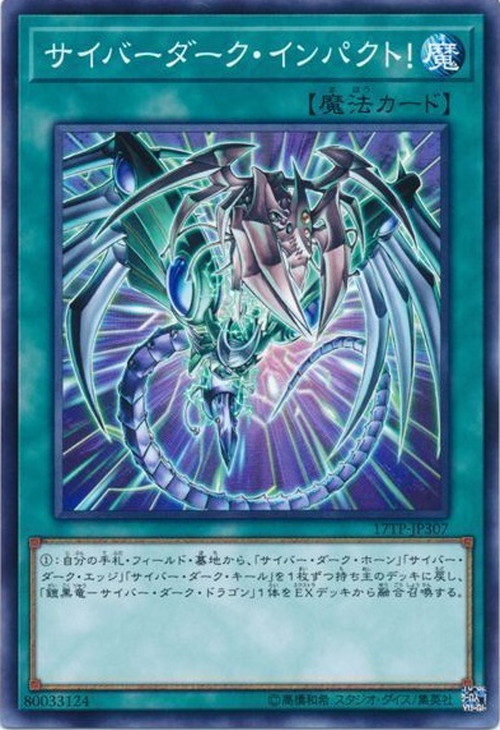 サイバーダーク・インパクト!
魔
【魔法カード】
17TP-JP307
①:自分の手札・フィールド・墓地から、「サイバー・ダーク・ホーン」「サイバー・
ダーク・エッジ」「サイバー・ダーク・キール」を1枚ずつ持ち主のデッキに戻し、
「鎧黒竜-サイバー・ダーク・ドラゴン」1体をEXデッキから融合召喚する。
80033124
©高橋和希 スタジオ・ダイス/集英社